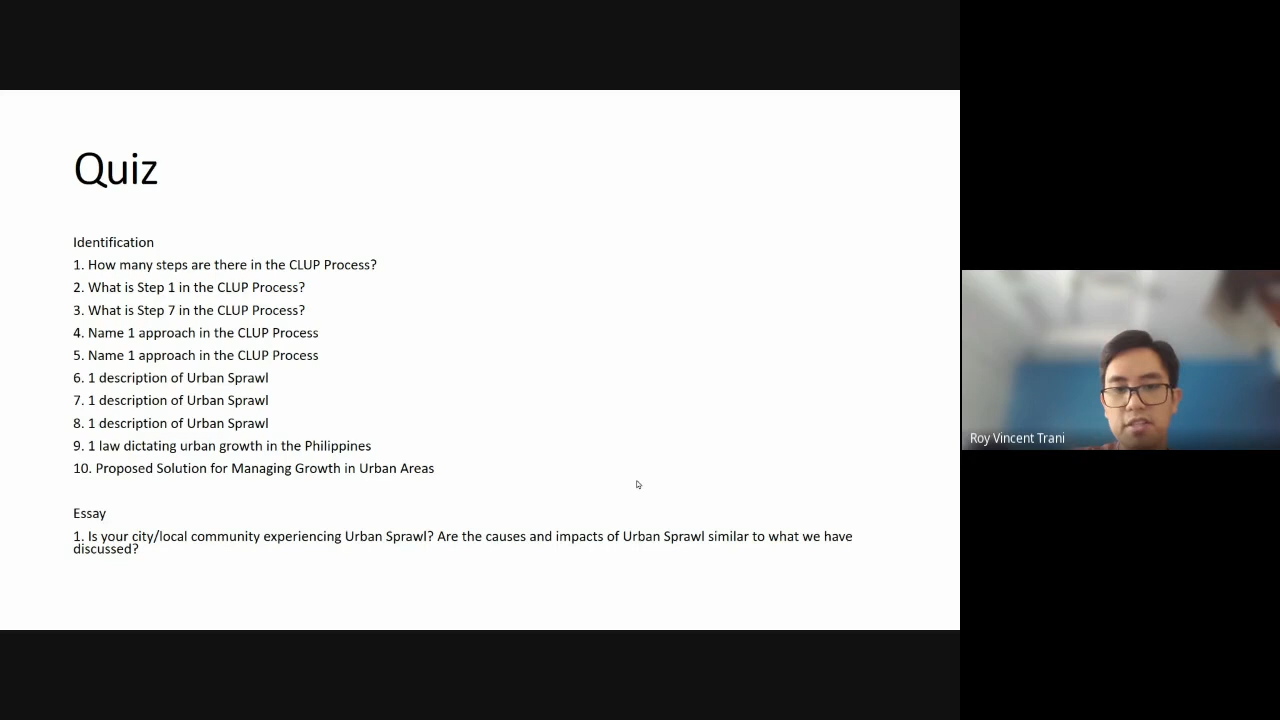 Quiz
Identification
1. How many steps are there in the CLUP Process?
2. What is Step 1 in the CLUP Process?
3. What is Step 7 in the CLUP Process?
4. Name 1 approach in the CLUP Process
5. Name 1 approach in the CLUP Process
6. 1 description of Urban Sprawl
7. 1 description of Urban Sprawl
8. 1 description of Urban Sprawl
9. 1 law dictating urban growth in the Philippines
10. Proposed Solution for Managing Growth in Urban Areas
Essay
1. Is your city/local community experiencing Urban Sprawl? Are the causes and impacts of Urban Sprawl similar to what we have
discussed?
Roy Vincent Trani